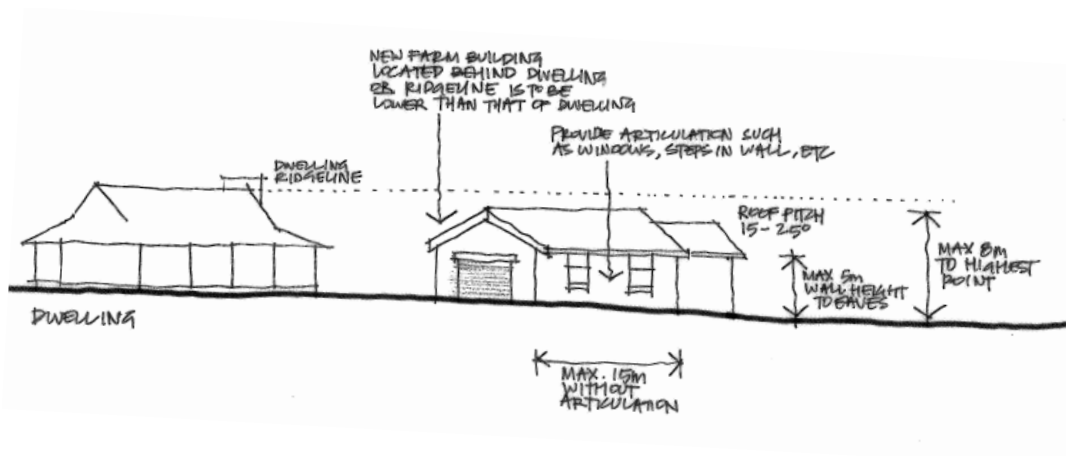 NEW FARM BUILDING
LOCATED BEHIND DWELLING
OR RIDGELINE IS TO BE
LOWER THAN THAT OF DWELLING
PROVIDE ARTICULATION SUCH
AS WINDOWS, STEPS IN WALL, ETC
DWELLING
RIDGELINE
ROOF PITCH
15-25°
MAX 8m
TO HIGHEST
POINT
MAX 5m
WALL HEIGHT
TO EAVES
DWELLING
MAX. 15m
WITHOUT
ARTICULATION